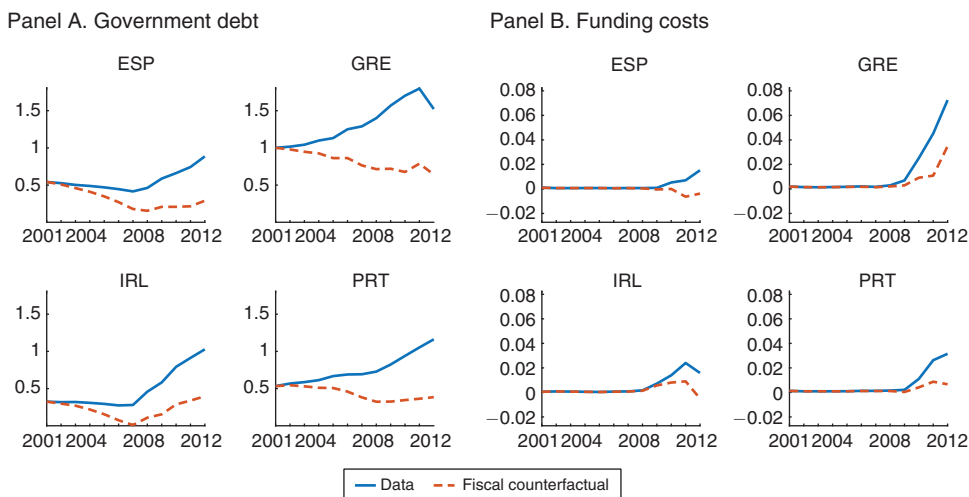 Panel A. Government debt
Panel B. Funding costs
ESP
GRE
ESP
GRE
1.5
1
0.5
1.5
1
0.5
0.08
0.06
0.04
0.02
0
−0.02
0.08
0.06
0.04
0.02
0
−0.02
2001 2004 2008 2012
2001 2004 2008 2012
2001 2004 2008 2012
2001 2004 2008 2012
IRL
PRT
IRL
PRT
1.5
1
0.5
1.5
1
0.5
0.08
0.06
0.04
0.02
0
−0.02
0.08
0.06
0.04
0.02
0
−0.02
2001 2004 2008 2012
2001 2004 2008 2012
2001 2004 2008 2012
2001 2004 2008 2012
Data
Fiscal counterfactual